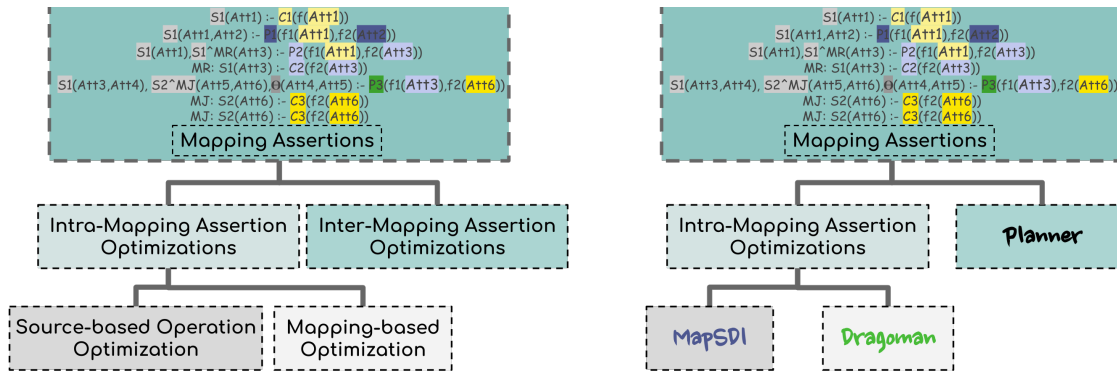 S1(Att1) :- C1(f(Att1))
S1(Att1,Att2) :- P1(f1(Att1),f2(Att2))
S1(Att1),S1^MR(Att3) :- P2(f1(Att1),f2(Att3))
MR: S1(Att3) :- C2(f2(Att3))
S1(Att3,Att4), S2^MJ(Att5,Att6),Θ(Att4,Att5) :- P3(f1(Att3),f2(Att6))
MJ: S2(Att6) :- C3(f2(Att6))
MJ: S2(Att6) :- C3(f2(Att6))
Mapping Assertions
Intra-Mapping Assertion
Optimizations
Inter-Mapping Assertion
Optimizations
Source-based Operation
Optimization
Mapping-based
Optimization
S1(Att1) :- C1(f(Att1))
S1(Att1,Att2) :- P1(f1(Att1),f2(Att2))
S1(Att1),S1^MR(Att3) :- P2(f1(Att1),f2(Att3))
MR: S1(Att3) :- C2(f2(Att3))
S1(Att3,Att4), S2^MJ(Att5,Att6),Θ(Att4,Att5) :- P3(f1(Att3),f2(Att6))
MJ: S2(Att6) :- C3(f2(Att6))
MJ: S2(Att6) :- C3(f2(Att6))
Mapping Assertions
Intra-Mapping Assertion
Optimizations
Planner
MapSDI
Dragoman